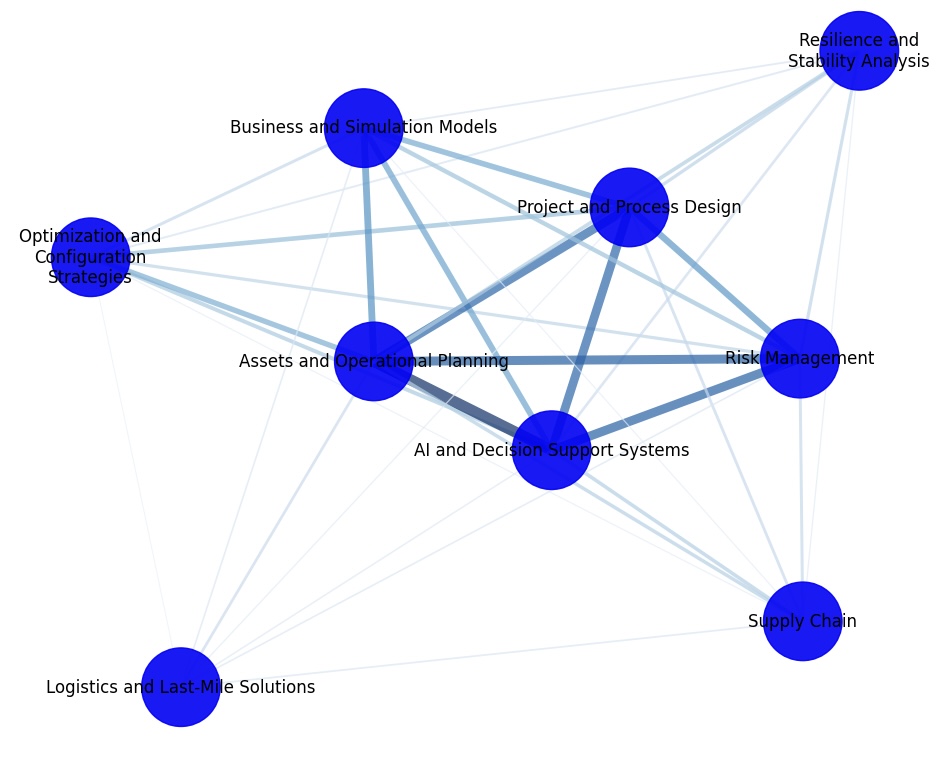 Resilience and
Stability Analysis
Business and Simulation Models
Project and Process Design
Optimization and
Configuration
Strategies
Assets and Operational Planning
Risk Management
AI and Decision Support Systems
Supply Chain
Logistics and Last-Mile Solutions